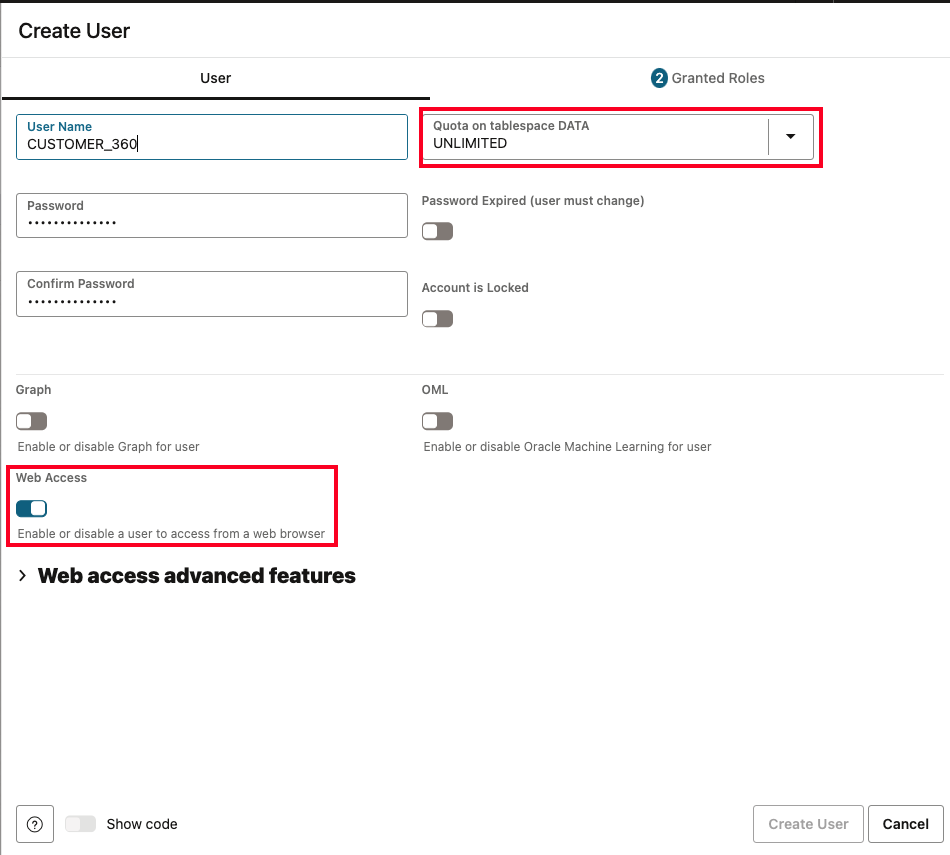 Create User
User
2 Granted Roles
User Name
CUSTOMER_360
Quota on tablespace DATA
UNLIMITED
Password
••••••••••••••
Password Expired (user must change)
Confirm Password
••••••••••••••
Account is Locked
Graph
Enable or disable Graph for user
OML
Enable or disable Oracle Machine Learning for user
Web Access
Enable or disable a user to access from a web browser
Web access advanced features
? Show code
Create User
Cancel